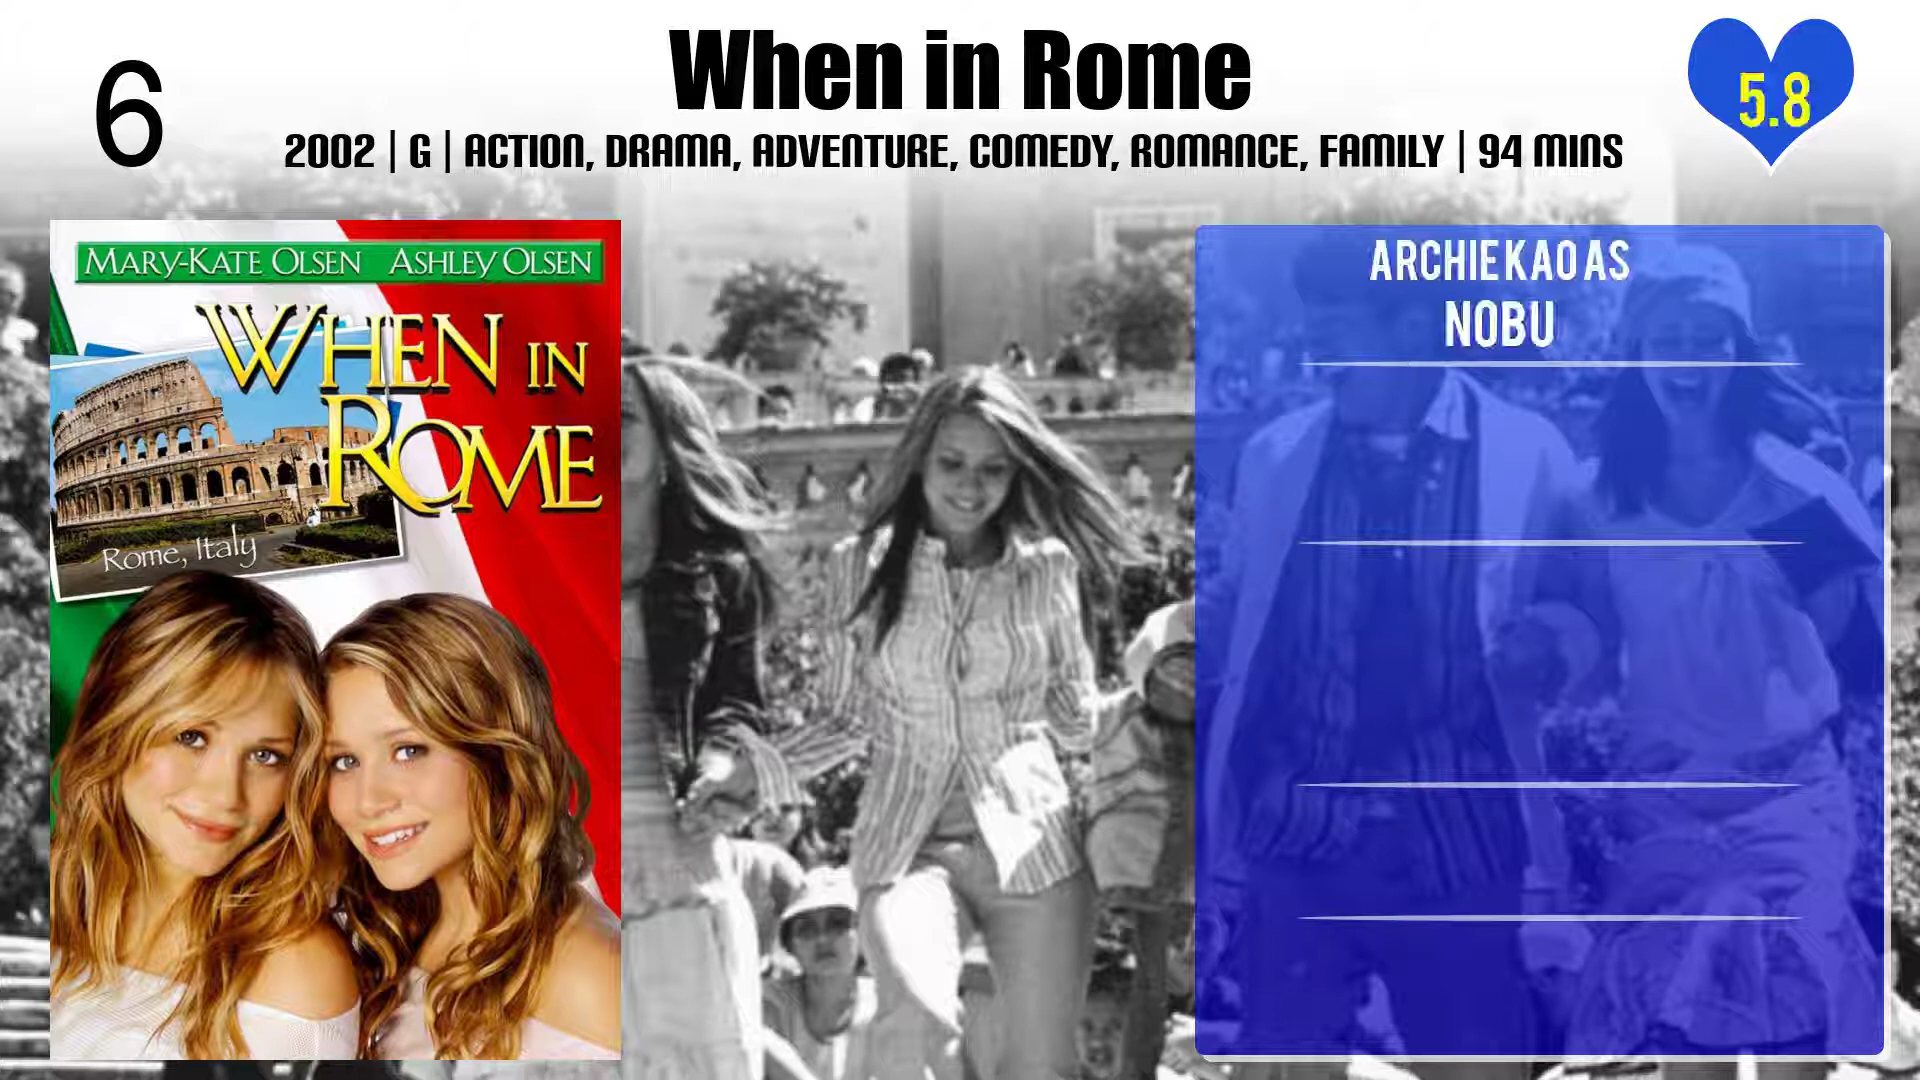 6
When in Rome
2002 | G | ACTION, DRAMA, ADVENTURE, COMEDY, ROMANCE, FAMILY | 94 MINS
5.8
MARY-KATE OLSEN ASHLEY OLSEN
WHEN IN
ROME
Rome, Italy
ARCHIE KAO AS
NOBU